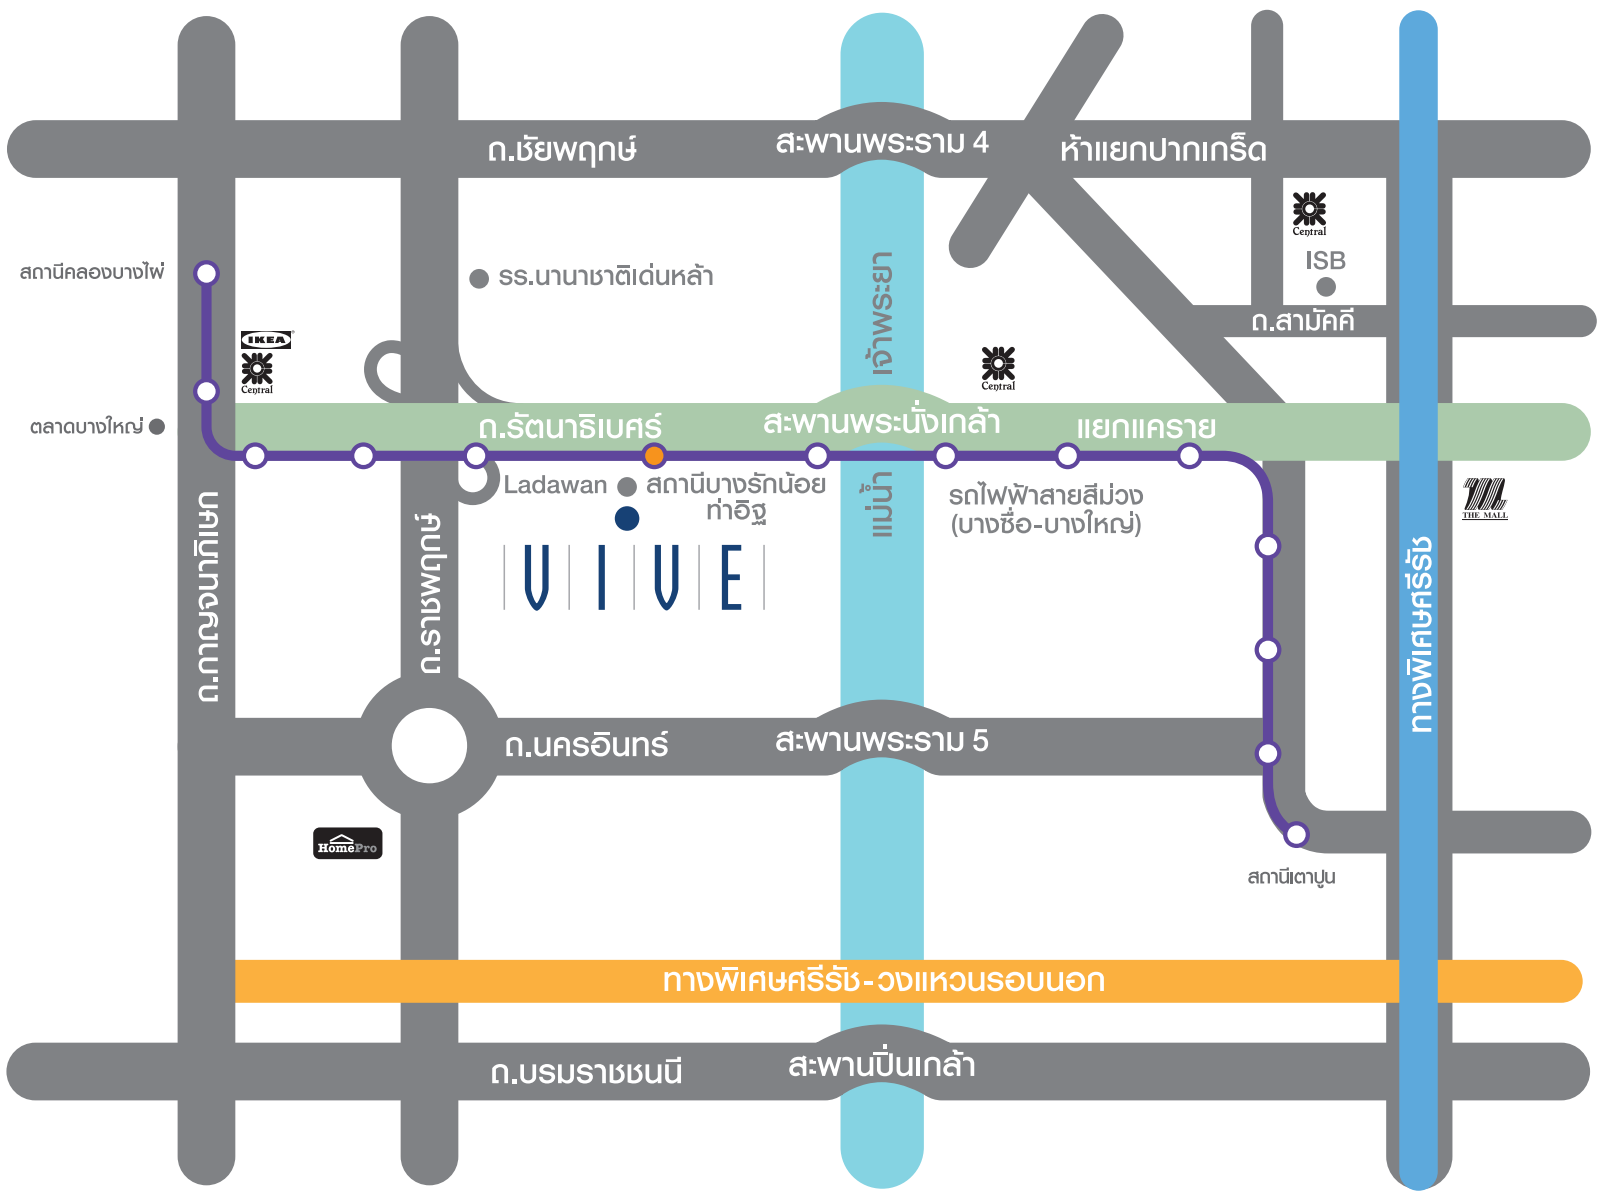 ถ.ชัยพฤกษ์
สะพานพระราม 4
ห้าแยกปากเกร็ด
Central
ISB
สถานีคลองบางไผ่
รร.นานาชาติเด่นหล้า
ถ.สามัคคี
IKEA
Central
เจ้าพระยา
Central
ตลาดบางใหญ่
ถ.รัตนาธิเบศร์
สะพานพระนั่งเกล้า
แยกแคราย
Ladawan
สถานีบางรักน้อย
ท่าอิฐ
แม่น้ำ
รถไฟฟ้าสายสีม่วง
(บางซื่อ-บางใหญ่)
THE MALL
VIVE
ถ.กาญจนาภิเษก
ถ.ราชพฤกษ์
ทางพิเศษศรีรัช
ถ.นครอินทร์
สะพานพระราม 5
HomePro
สถานีเตาปูน
ทางพิเศษศรีรัช-วงแหวนรอบนอก
ถ.บรมราชชนนี
สะพานปิ่นเกล้า